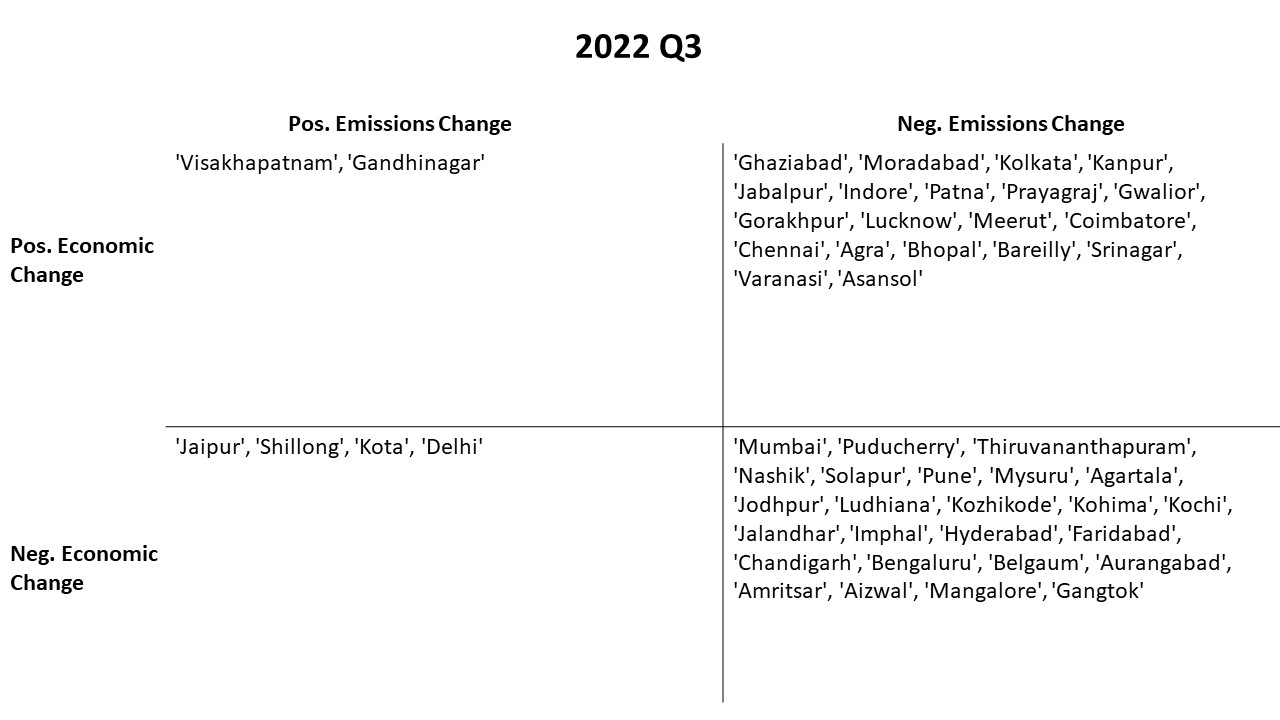 2022 Q3
Pos. Emissions Change
Neg. Emissions Change
Pos. Economic
Change
'Visakhapatnam', 'Gandhinagar'
'Ghaziabad', 'Moradabad', 'Kolkata', 'Kanpur',
'Jabalpur', 'Indore', 'Patna', 'Prayagraj', 'Gwalior',
'Gorakhpur', 'Lucknow', 'Meerut', 'Coimbatore',
'Chennai', 'Agra', 'Bhopal', 'Bareilly', 'Srinagar',
'Varanasi', 'Asansol'
Neg. Economic
Change
'Jaipur', 'Shillong', 'Kota', 'Delhi'
'Mumbai', 'Puducherry', 'Thiruvananthapuram',
'Nashik', 'Solapur', 'Pune', 'Mysuru', 'Agartala',
'Jodhpur', 'Ludhiana', 'Kozhikode', 'Kohima', 'Kochi',
'Jalandhar', 'Imphal', 'Hyderabad', 'Faridabad',
'Chandigarh', 'Bengaluru', 'Belgaum', 'Aurangabad',
'Amritsar', 'Aizwal', 'Mangalore', 'Gangtok'